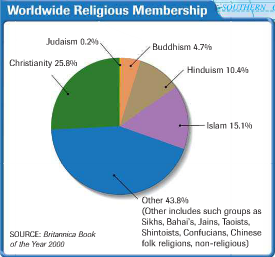 Worldwide Religious Membership
SOUTHERN
Judaism 0.2%
Buddhism 4.7%
Christianity 25.8%
Hinduism 10.4%
Islam 15.1%
Other 43.8%
(Other includes such groups as
Sikhs, Bahai's, Jains, Taoists,
Shintoists, Confucians, Chinese
folk religions, non-religious)
SOURCE: Britannica Book
of the Year 2000